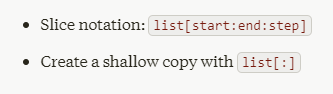 • Slice notation: list[start:end:step]
• Create a shallow copy with list[:]